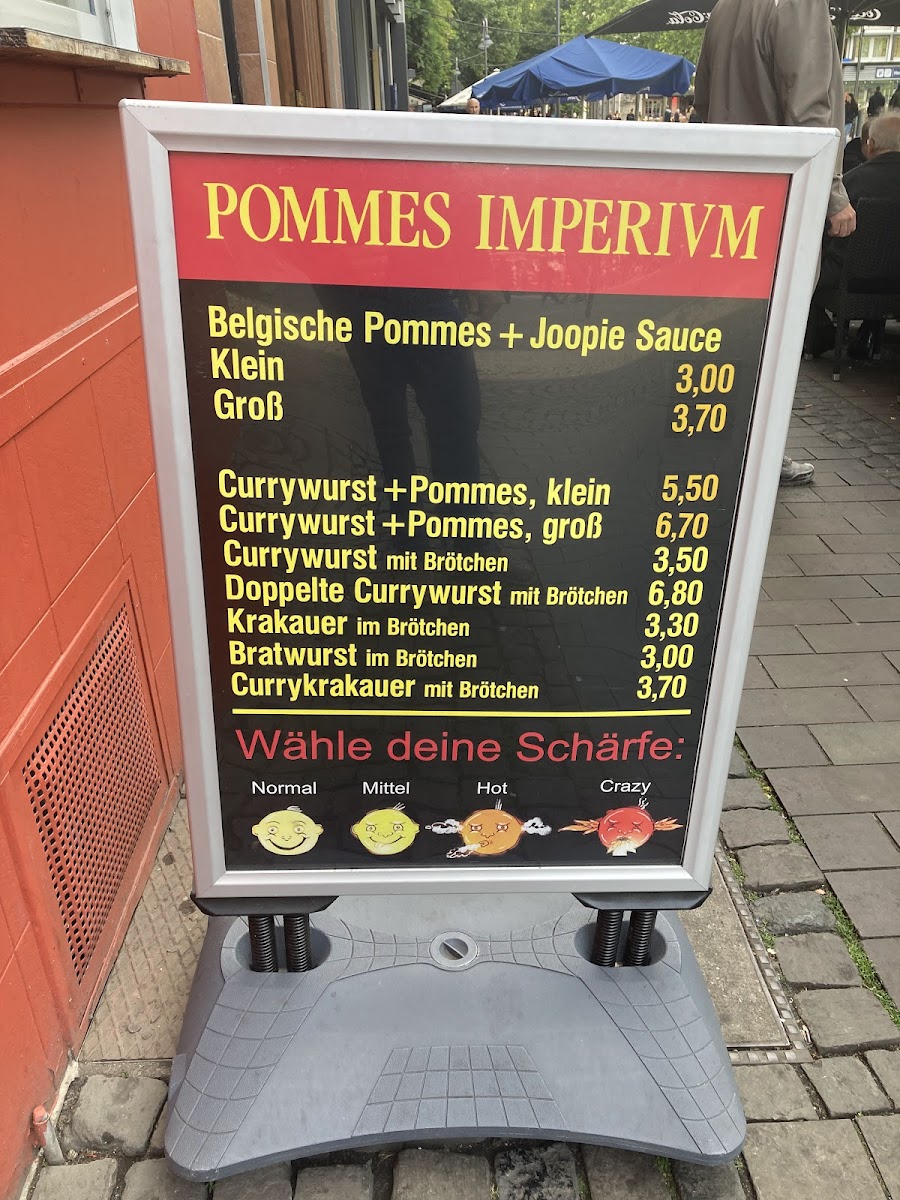 Coca-Cola
POMMES IMPERIVM
Belgische Pommes + Joopie Sauce
Klein 3,00
Groß 3,70
Currywurst + Pommes, klein 5,50
Currywurst + Pommes, groß 6,70
Currywurst mit Brötchen 3,50
Doppelte Currywurst mit Brötchen 6,80
Krakauer im Brötchen 3,30
Bratwurst im Brötchen 3,00
Currykrakauer mit Brötchen 3,70
Wähle deine Schärfe:
Normal Mittel Hot Crazy